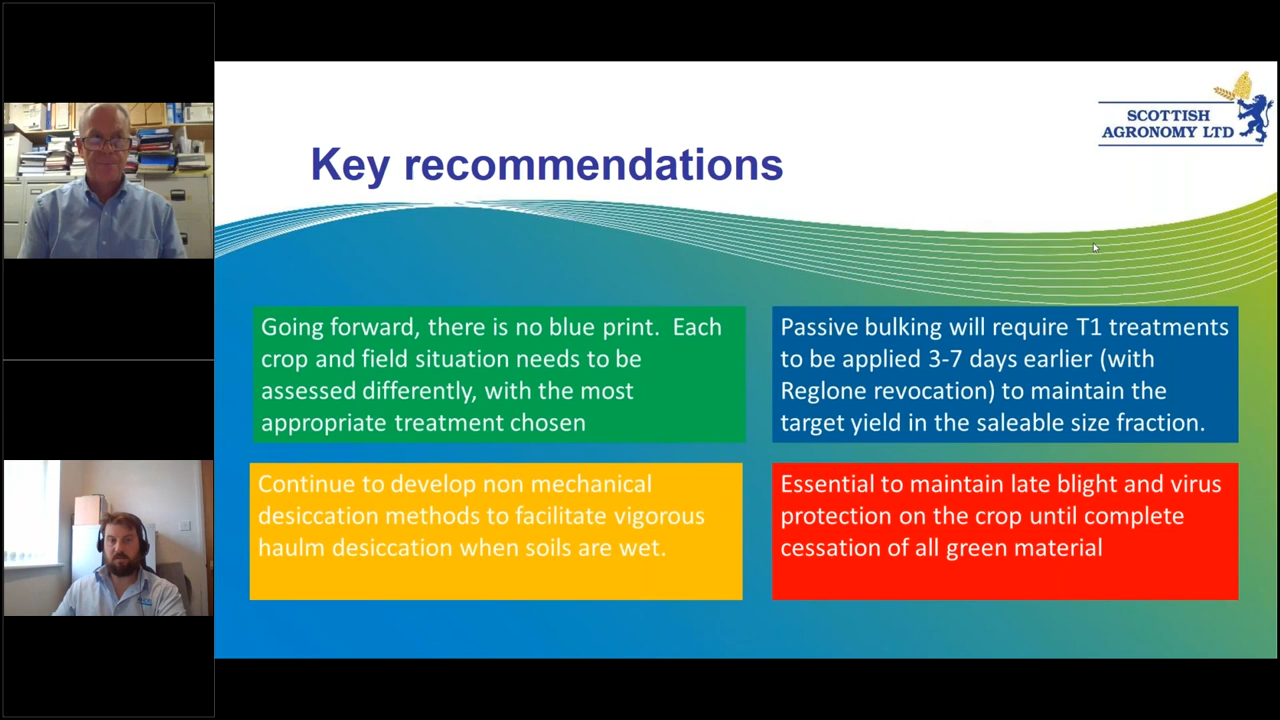 SCOTTISH
AGRONOMY LTD
Key recommendations
Going forward, there is no blue print.  Each
crop and field situation needs to be
assessed differently, with the most
appropriate treatment chosen
Passive bulking will require T1 treatments
to be applied 3-7 days earlier (with
Reglone revocation) to maintain the
target yield in the saleable size fraction.
Continue to develop non mechanical
desiccation methods to facilitate vigorous
haulm desiccation when soils are wet.
Essential to maintain late blight and virus
protection on the crop until complete
cessation of all green material